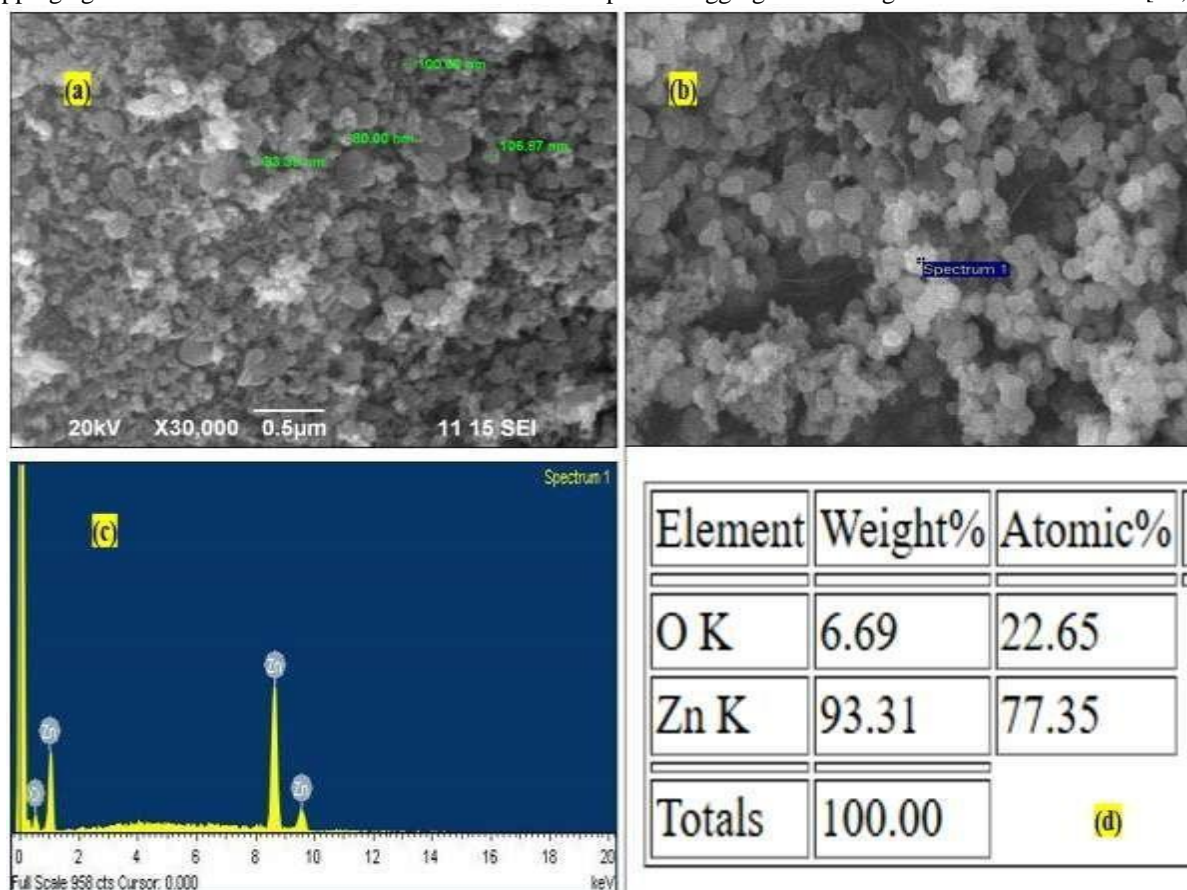 (a)
100.00 nm
80.00 nm
106.87 nm
nm
20kV X30,000 0.5µm 11 15 SEI
(b)
Spectrum 1
Spectrum 1
(c)
Zn
Zn
Zn
0 2 4 6 8 10 12 14 16 18 20
Full Scale 958 cts Cursor: 0.000 keV
Element Weight% Atomic%
O K 6.69 22.65
Zn K 93.31 77.35
Totals 100.00
(d)